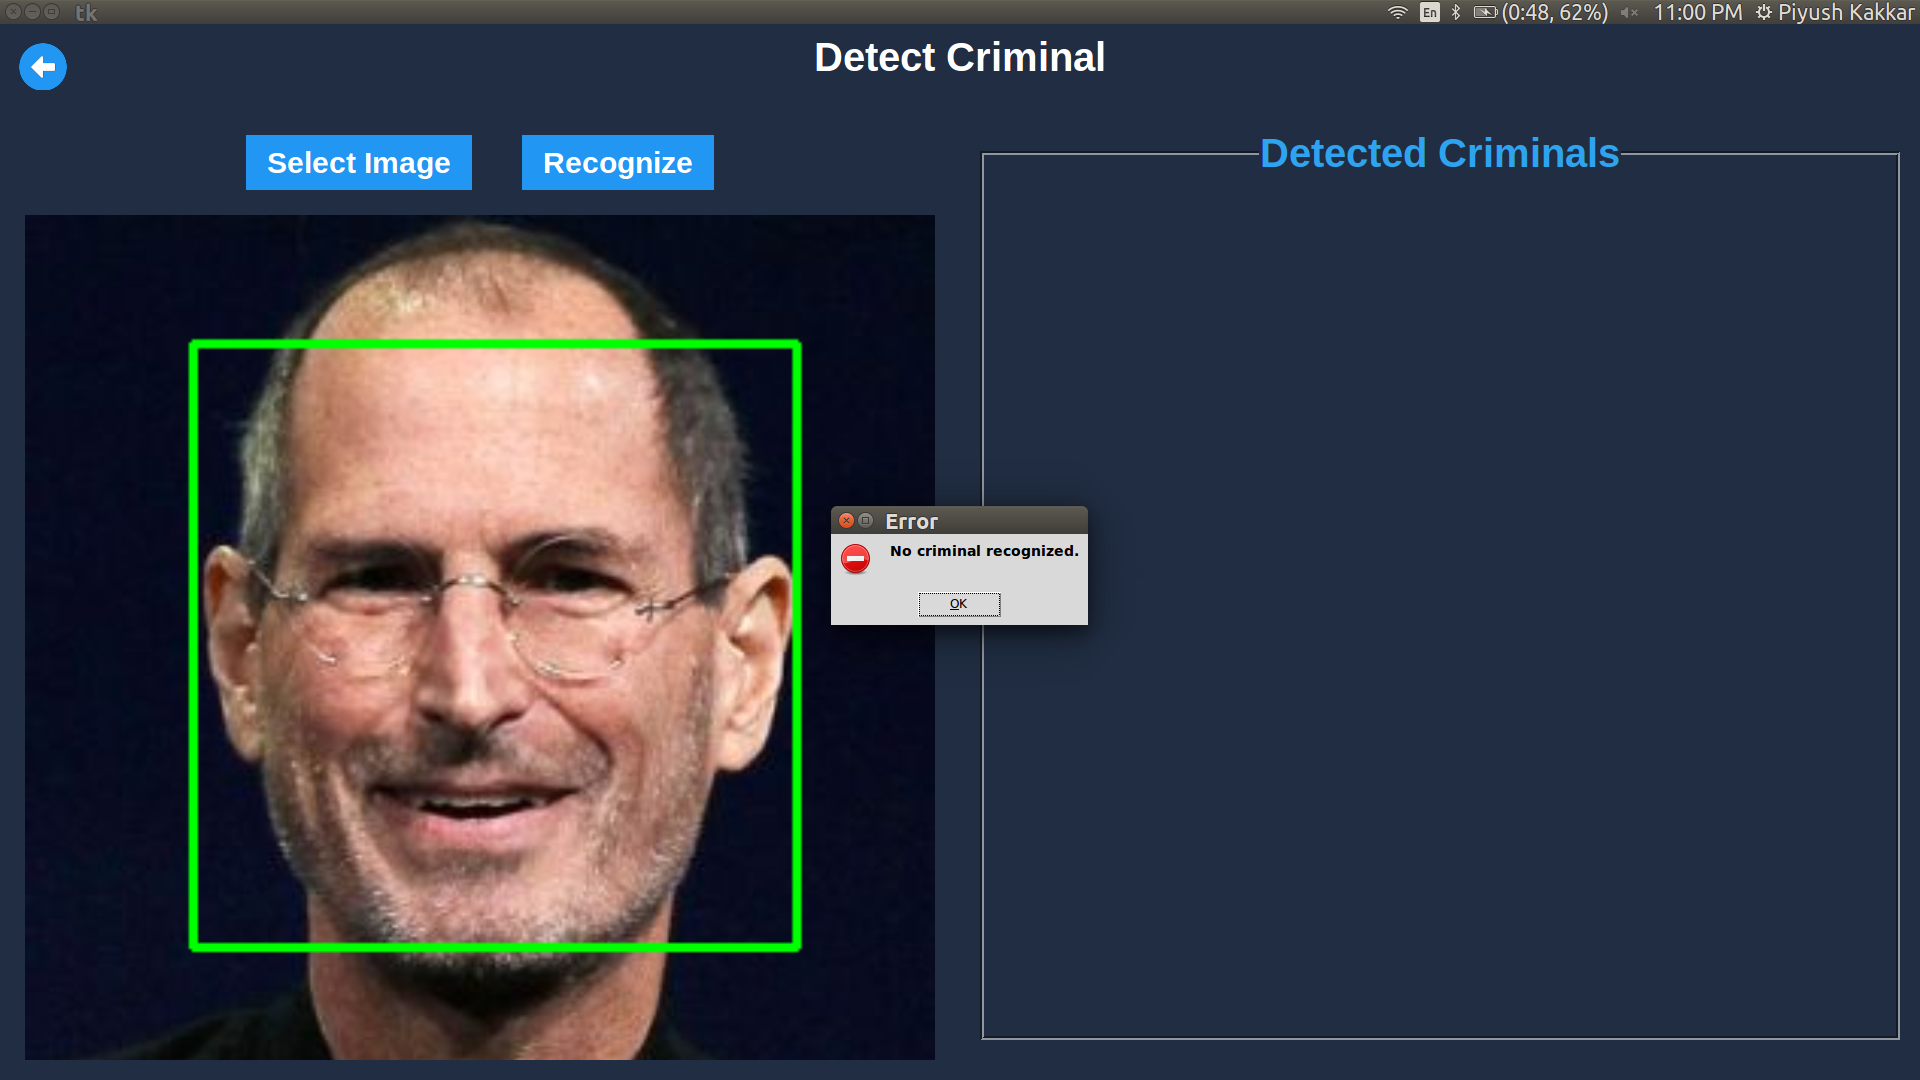 tk
En
(0:48, 62%)
11:00 PM
Piyush Kakkar
Detect Criminal
Select Image
Recognize
Detected Criminals
Error
No criminal recognized.
OK